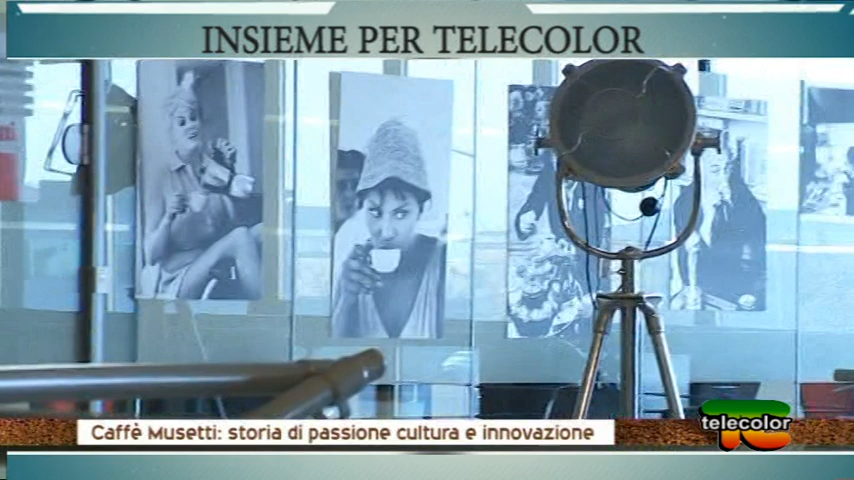 INSIEME PER TELECOLOR
Caffè Musetti: storia di passione cultura e innovazione
telecolor